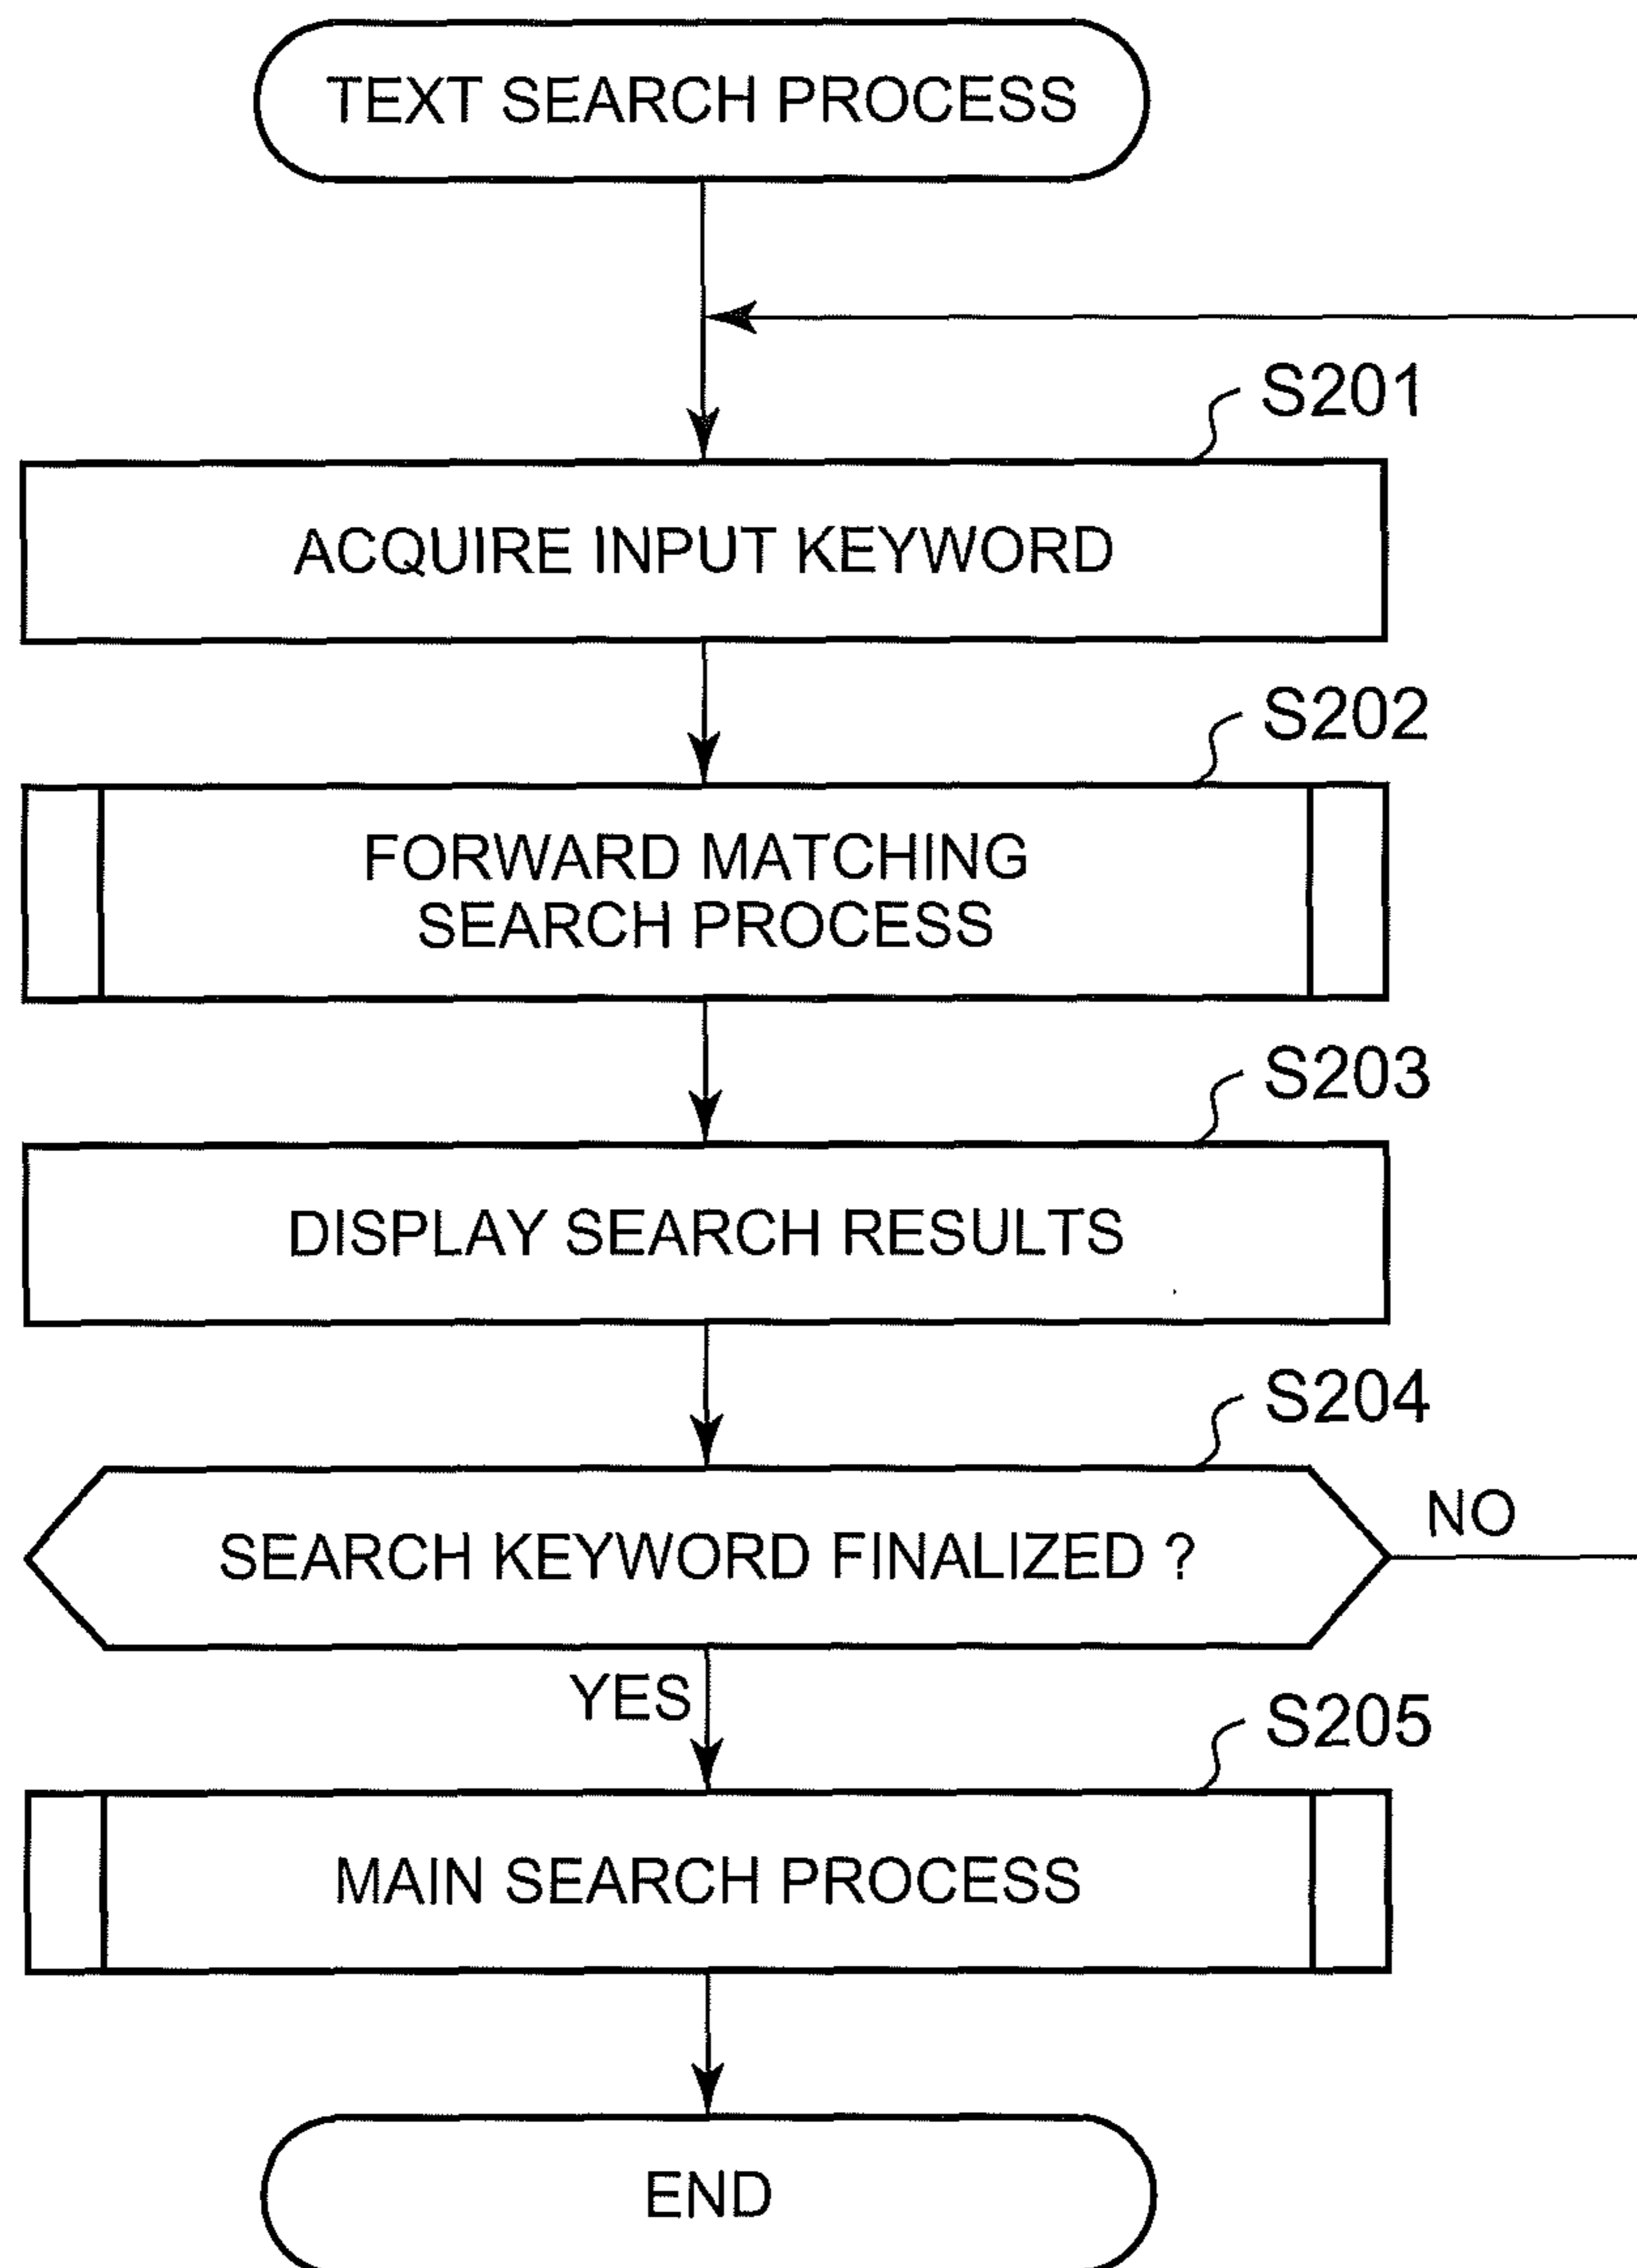 TEXT SEARCH PROCESS
S201
ACQUIRE INPUT KEYWORD
S202
FORWARD MATCHING
SEARCH PROCESS
S203
DISPLAY SEARCH RESULTS
S204
SEARCH KEYWORD FINALIZED ?
NO
YES
S205
MAIN SEARCH PROCESS
END